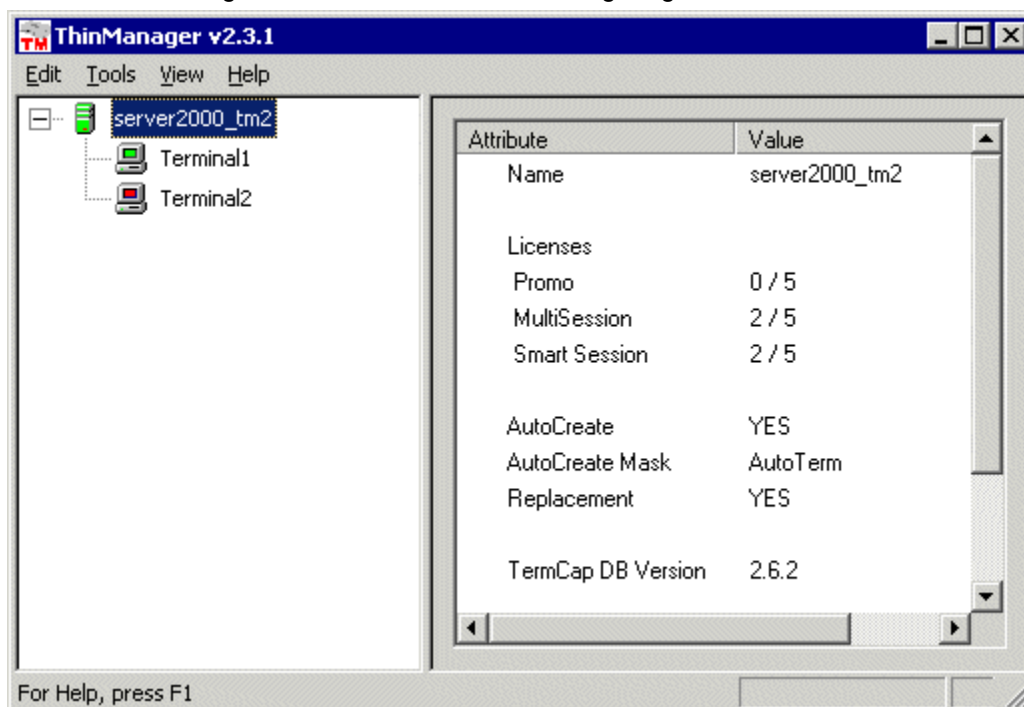 TM ThinManager v2.3.1
Edit Tools View Help
server2000_tm2
Terminal1
Terminal2
Attribute Value
Name server2000_tm2
Licenses
Promo 0 / 5
MultiSession 2 / 5
Smart Session 2 / 5
AutoCreate YES
AutoCreate Mask AutoTerm
Replacement YES
TermCap DB Version 2.6.2
For Help, press F1